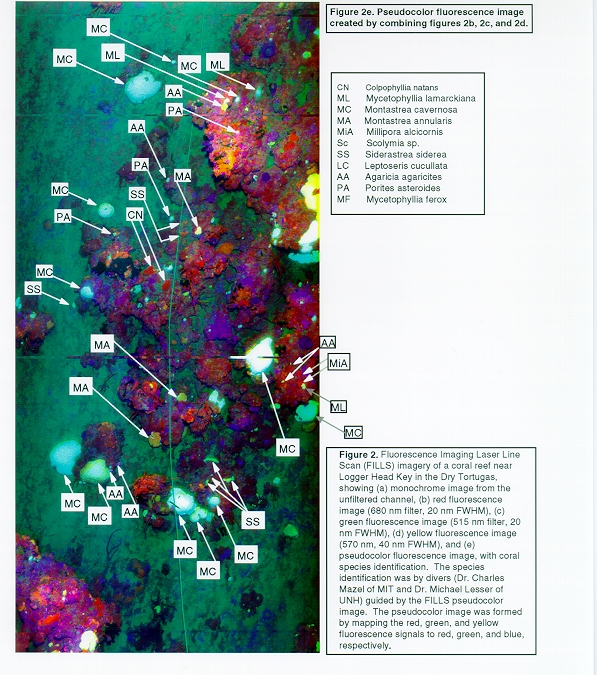 Figure 2e. Pseudocolor fluorescence image
created by combining figures 2b, 2c, and 2d.
MC
ML
MC
MC
ML
AA
PA
AA
PA
MA
SS
MC
PA
CN
MC
SS
MA
MA
AA
MiA
ML
MC
MC
MC
MC
AA
AA
SS
MC
MC
MC
CN Colpophyllia natans
ML Mycetophyllia lamarckiana
MC Montastrea cavernosa
MA Montastrea annularis
MiA Millipora alcicornis
Sc Scolymia sp.
SS Siderastrea siderea
LC Leptoseris cucullata
AA Agaricia agaricites
PA Porites asteroides
MF Mycetophyllia ferox
Figure 2. Fluorescence Imaging Laser Line
Scan (FILLS) imagery of a coral reef near
Logger Head Key in the Dry Tortugas,
showing (a) monochrome image from the
unfiltered channel, (b) red fluorescence
image (680 nm filter, 20 nm FWHM), (c)
green fluorescence image (515 nm filter, 20
nm FWHM), (d) yellow fluorescence image
(570 nm, 40 nm FWHM), and (e)
pseudocolor fluorescence image, with coral
species identification. The species
identification was by divers (Dr. Charles
Mazel of MIT and Dr. Michael Lesser of
UNH) guided by the FILLS pseudocolor
image. The pseudocolor image was formed
by mapping the red, green, and yellow
fluorescence signals to red, green, and blue,
respectively.